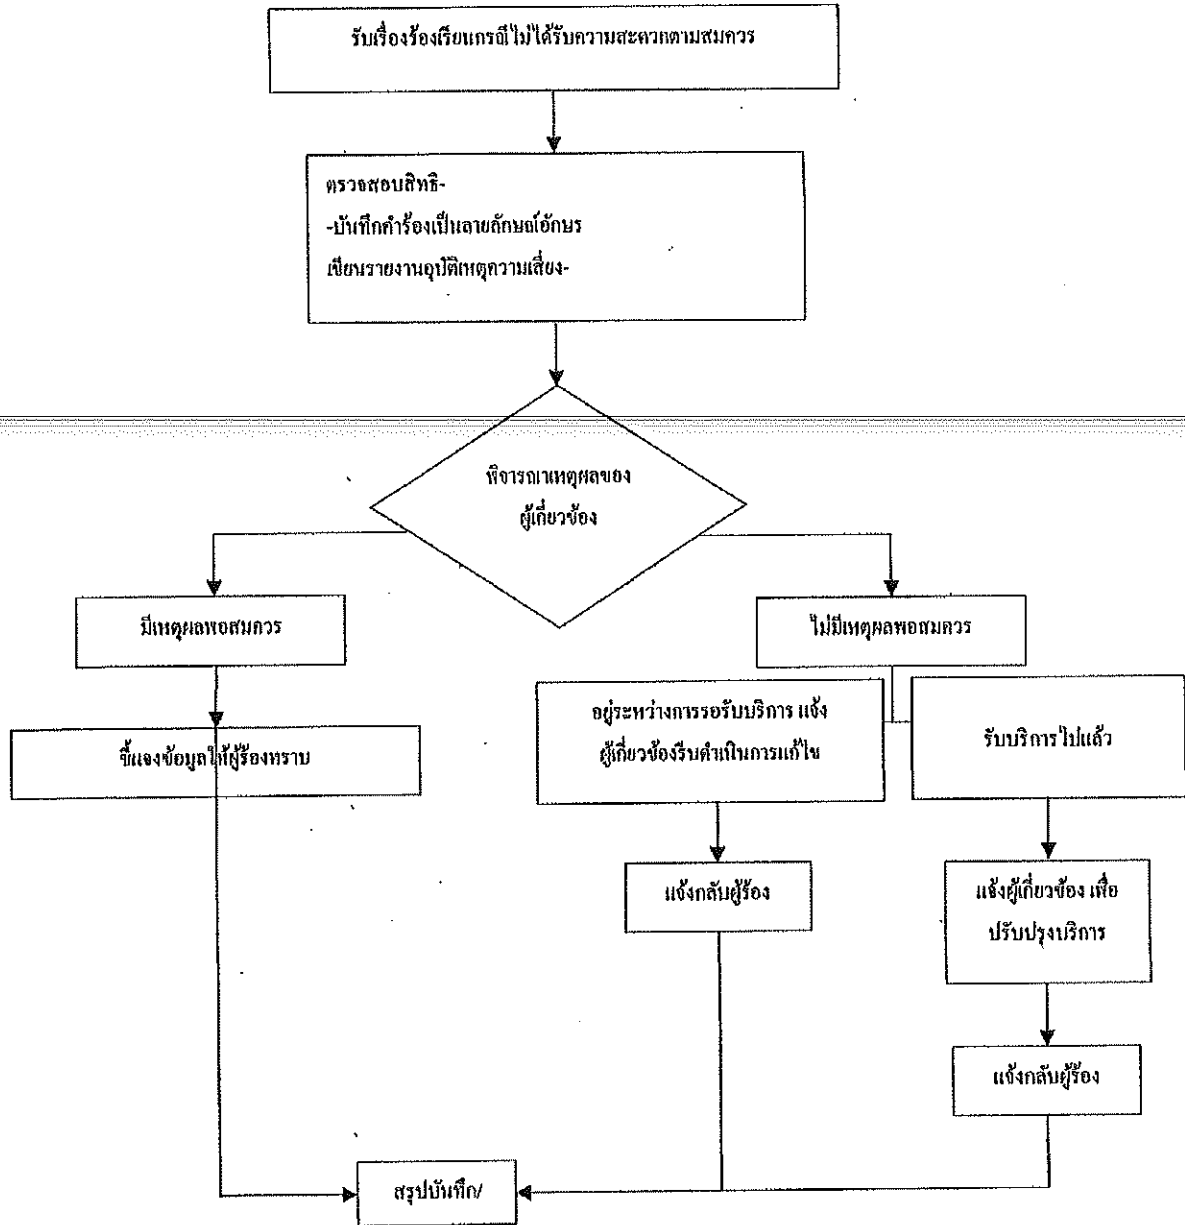 รับเรื่องร้องเรียนกรณีไม่ได้รับความสะดวกตามสมควร
ตรวจสอบสิทธิ-
-บันทึกคำร้องเป็นลายลักษณ์อักษร
เขียนรายงานอุบัติเหตุความเสี่ยง-
พิจารณาเหตุผลของ
ผู้เกี่ยวข้อง
มีเหตุผลพอสมควร
ไม่มีเหตุผลพอสมควร
ชี้แจงข้อมูลให้ผู้ร้องทราบ
อยู่ระหว่างการรอรับบริการ แจ้ง
ผู้เกี่ยวข้องรีบดำเนินการแก้ไข
รับบริการไปแล้ว
แจ้งกลับผู้ร้อง
แจ้งผู้เกี่ยวข้อง เพื่อ
ปรับปรุงบริการ
แจ้งกลับผู้ร้อง
สรุปบันทึก/